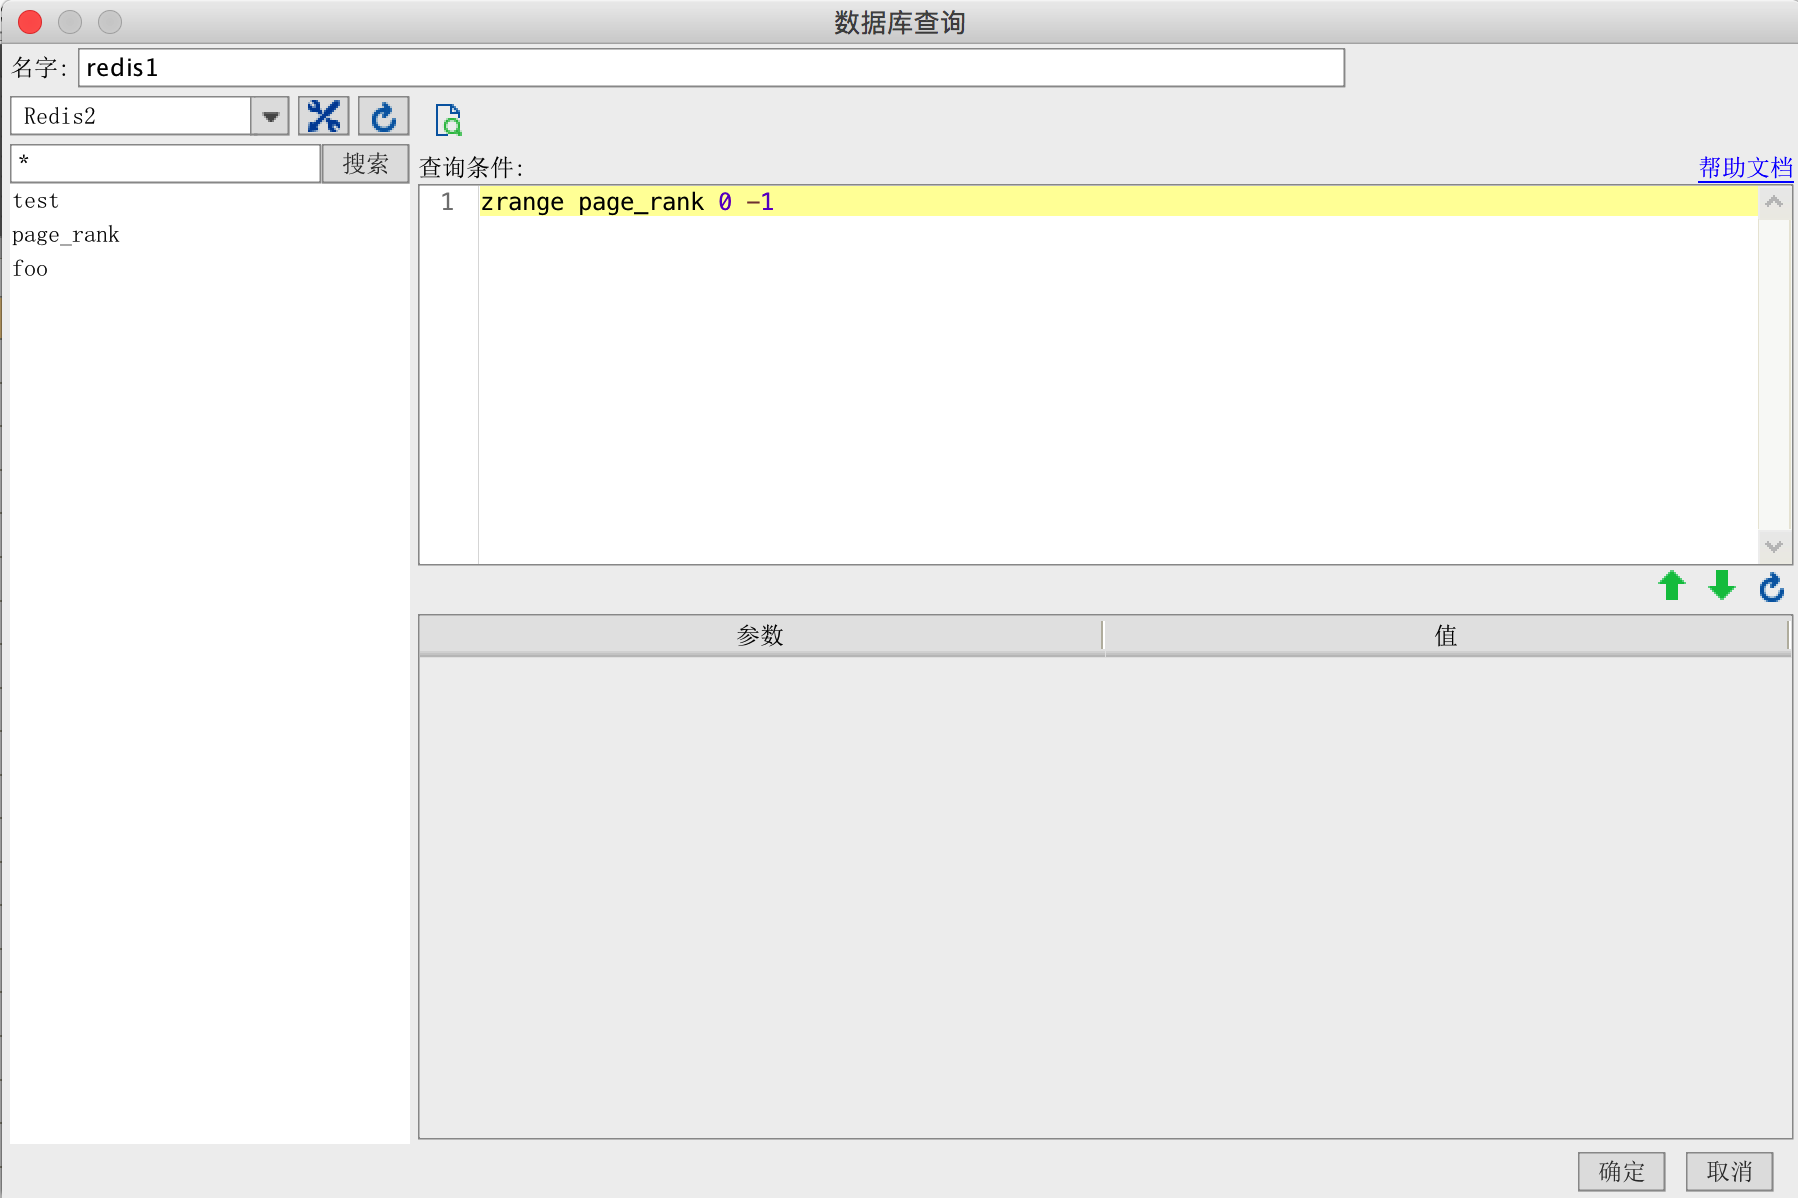 数据库查询
名字: redis1
Redis2
* 搜索
test
page_rank
foo
查询条件: 帮助文档
1 zrange page_rank 0 -1
参数 值
确定 取消